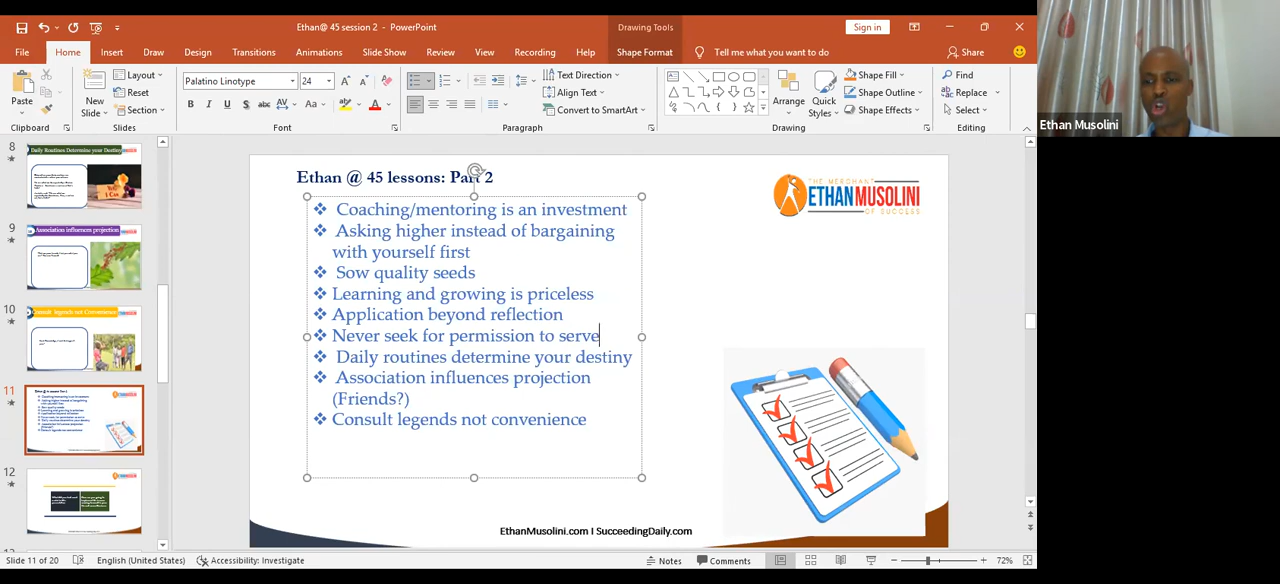 Ethan@ 45 session 2 - PowerPoint
Drawing Tools
Sign in
File
Home
Insert
Draw
Design
Transitions
Animations
Slide Show
Review
View
Recording
Help
Shape Format
Tell me what you want to do
Share
Paste
Clipboard
New Slide
Layout
Reset
Section
Slides
Palatino Linotype
24
Font
Text Direction
Align Text
Convert to SmartArt
Paragraph
Arrange
Quick Styles
Shape Fill
Shape Outline
Shape Effects
Drawing
Find
Replace
Select
Editing
Ethan Musolini
8
Daily Routines Determine your Destiny
9
Association influences projection
10
Consult legends not Convenience
11
12
Ethan @ 45 lessons: Part 2
❖ Coaching/mentoring is an investment
❖ Asking higher instead of bargaining
with yourself first
❖ Sow quality seeds
❖ Learning and growing is priceless
❖ Application beyond reflection
❖ Never seek for permission to serve
❖ Daily routines determine your destiny
❖ Association influences projection
(Friends?)
❖ Consult legends not convenience
THE MERCHANT
ETHAN MUSOLINI
OF SUCCESS
EthanMusolini.com I SucceedingDaily.com
Slide 11 of 20
English (United States)
Accessibility: Investigate
Notes
Comments
72%